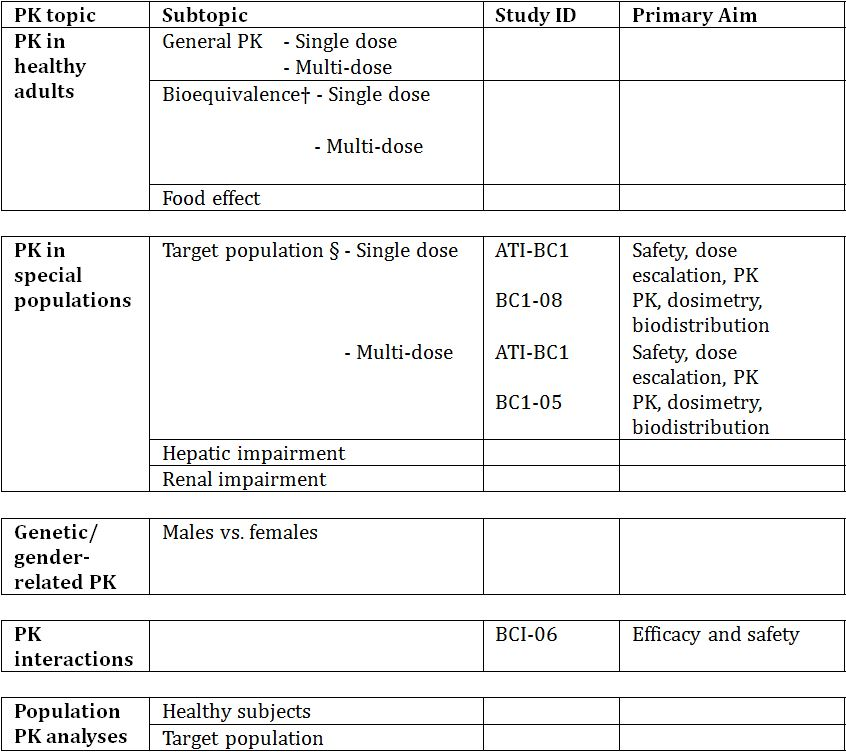 PK topic Subtopic Study ID Primary Aim
PK in healthy adults General PK - Single dose
- Multi-dose
Bioequivalence† - Single dose
- Multi-dose
Food effect
PK in special populations Target population § - Single dose ATI-BC1 Safety, dose
escalation, PK
BC1-08 PK, dosimetry,
biodistribution
- Multi-dose ATI-BC1 Safety, dose
escalation, PK
BC1-05 PK, dosimetry,
biodistribution
Hepatic impairment
Renal impairment
Genetic/
gender-
related PK
Males vs. females
PK
interactions
BCI-06 Efficacy and safety
Population
PK analyses
Healthy subjects
Target population